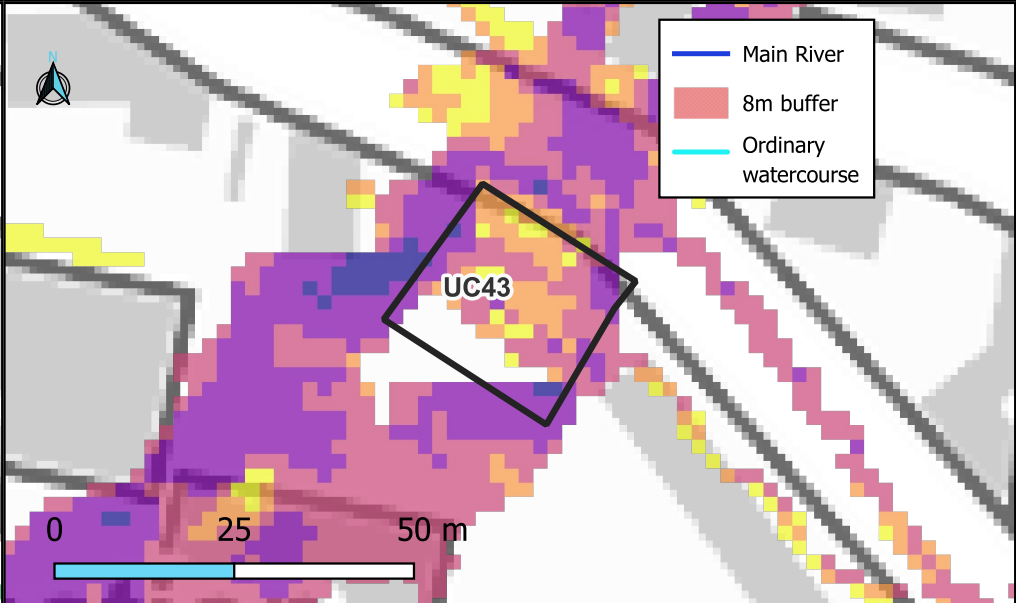 N
Main River
8m buffer
Ordinary
watercourse
UC43
0 25 50 m